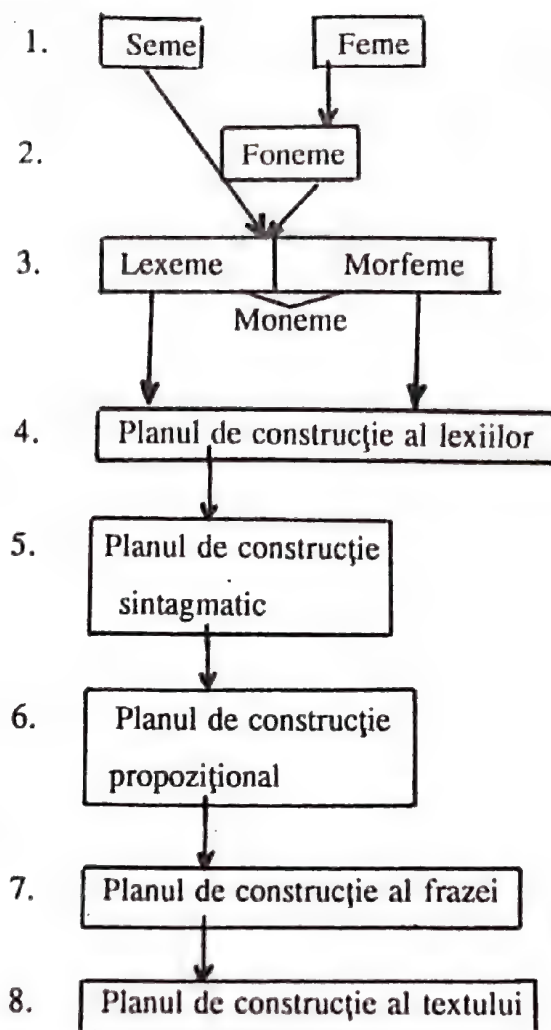 1. Seme Feme
2. Foneme
3. Lexeme Morfeme
Moneme
4. Planul de construcţie al lexiilor
5. Planul de construcţie
sintagmatic
6. Planul de construcţie
propoziţional
7. Planul de construcţie al frazei
8. Planul de construcţie al textului